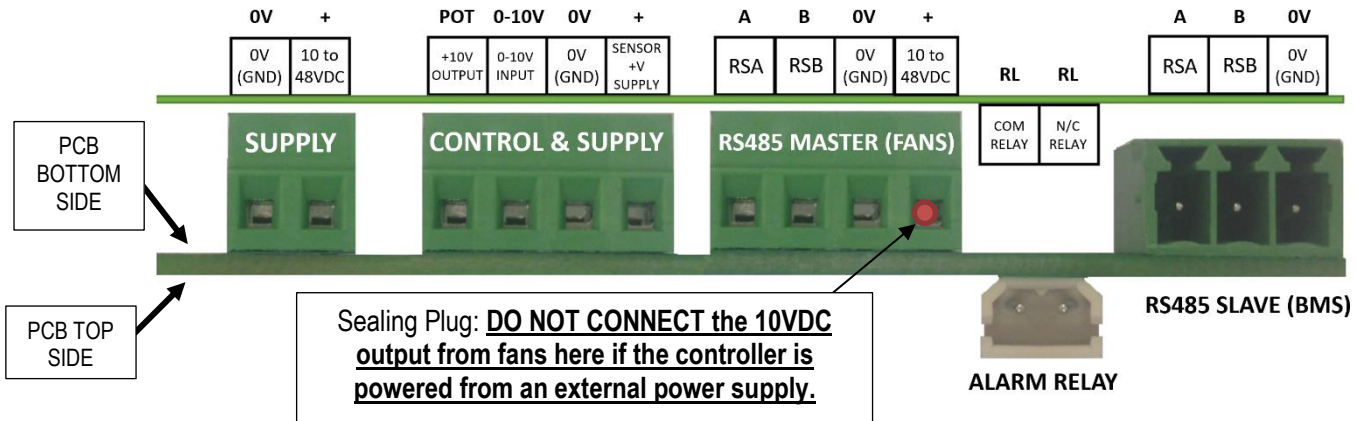 0V +
POT 0-10V 0V +
A B 0V +
A B 0V
0V (GND)
10 to 48VDC
+10V OUTPUT
0-10V INPUT
0V (GND)
SENSOR +V SUPPLY
RSA
RSB
0V (GND)
10 to 48VDC
RL RL
RSA
RSB
0V (GND)
COM RELAY
N/C RELAY
PCB
BOTTOM
SIDE
SUPPLY
CONTROL & SUPPLY
RS485 MASTER (FANS)
PCB TOP
SIDE
Sealing Plug: DO NOT CONNECT the 10VDC
output from fans here if the controller is
powered from an external power supply.
RS485 SLAVE (BMS)
ALARM RELAY